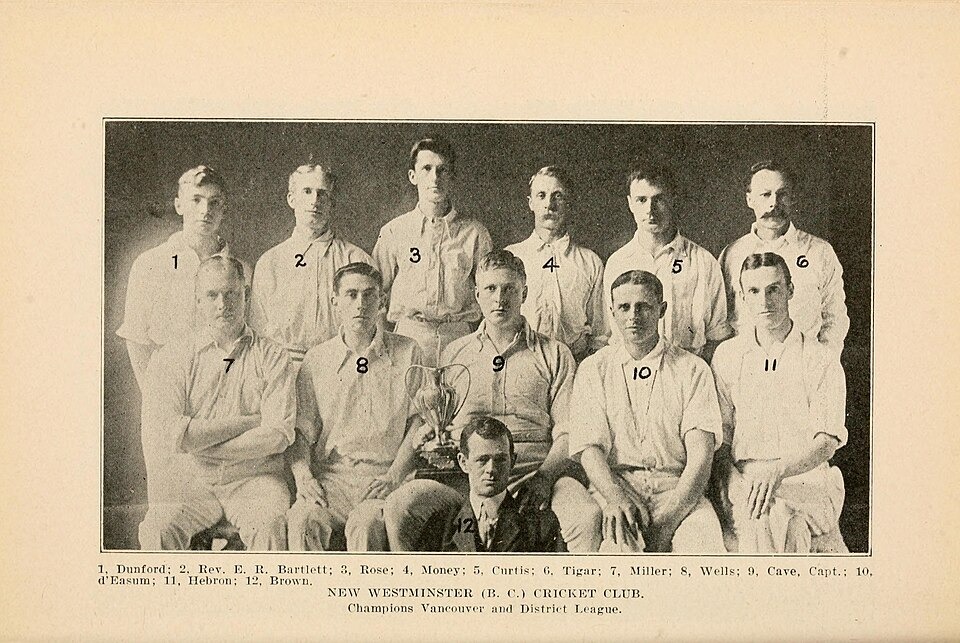 1 2 3 4 5 6
7 8 9 10 11
12
1, Dunford; 2, Rev. E. R. Bartlett; 3, Rose; 4, Money; 5, Curtis; 6, Tigar; 7, Miller; 8, Wells; 9, Cave, Capt.; 10,
d'Easum; 11, Hebron; 12, Brown.
NEW WESTMINSTER (B. C.) CRICKET CLUB.
Champions Vancouver and District League.